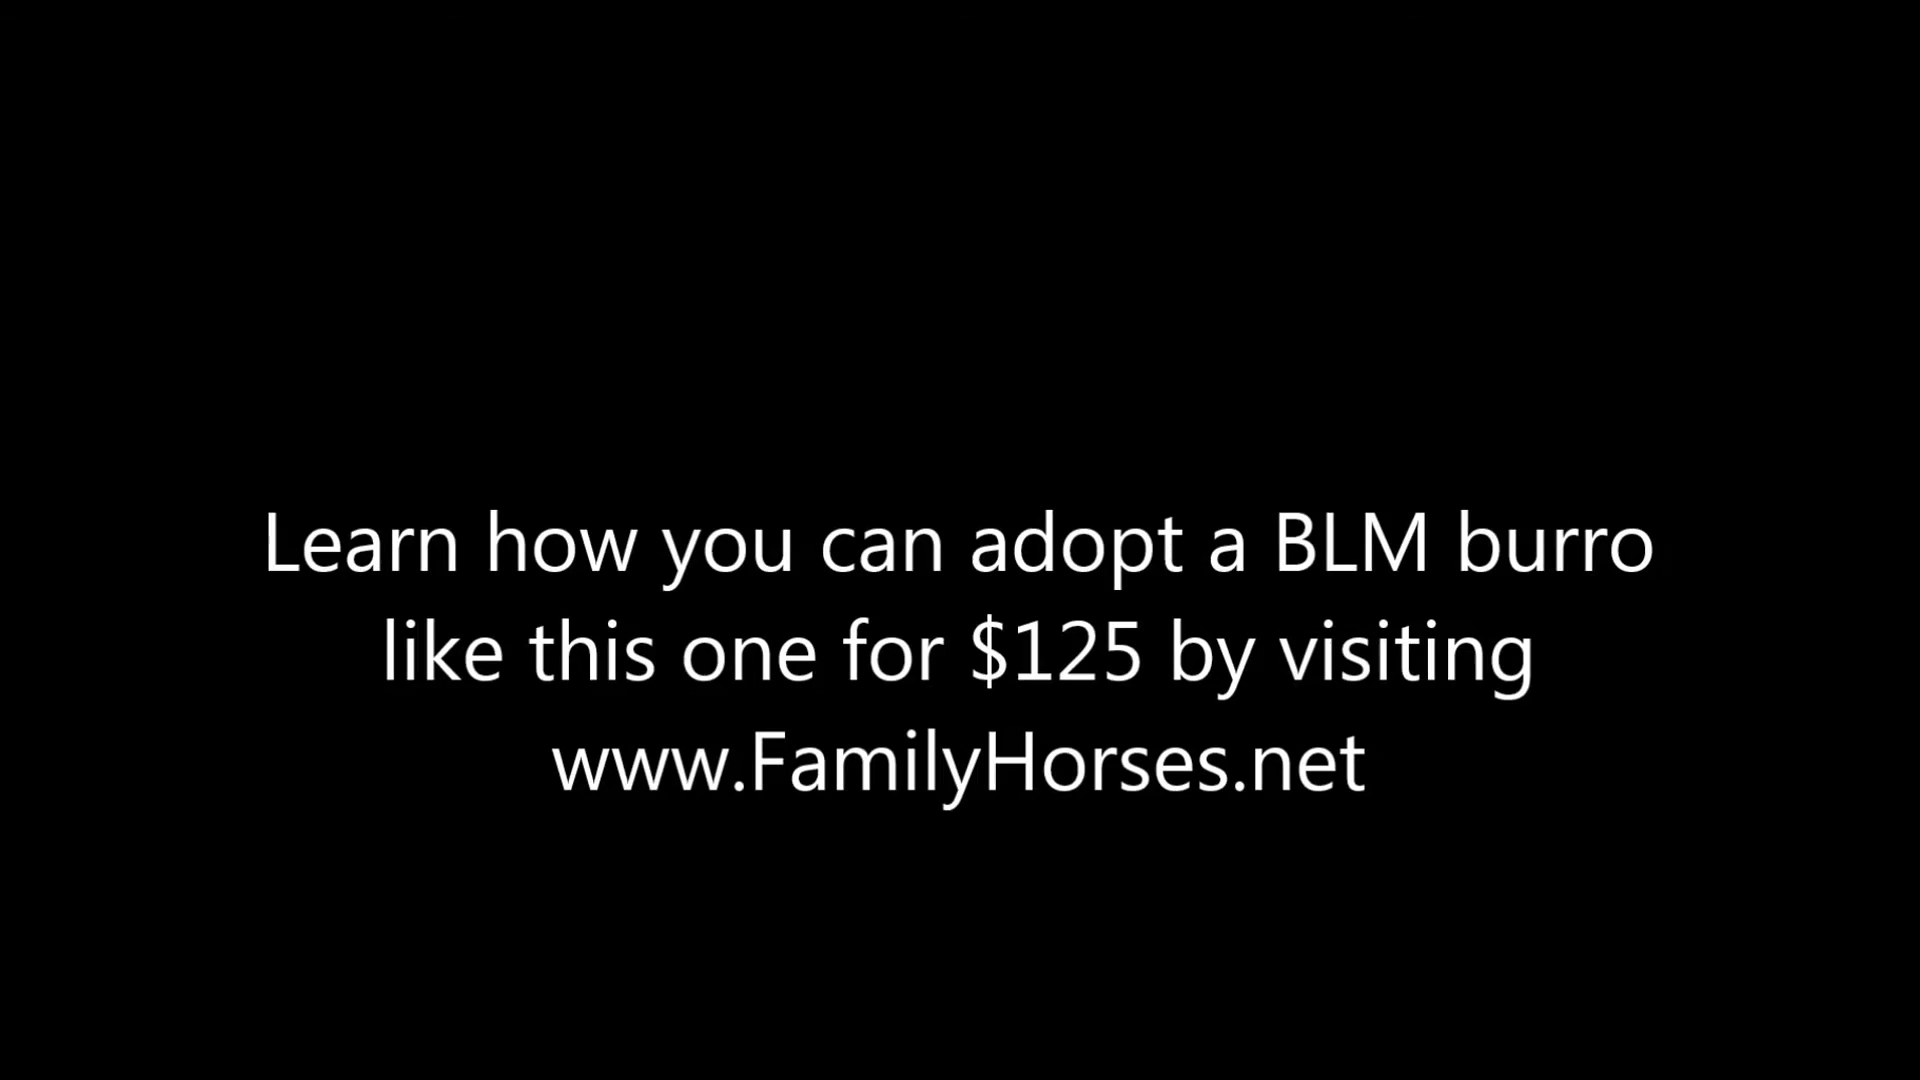 Learn how you can adopt a BLM burro
like this one for $125 by visiting
www.FamilyHorses.net